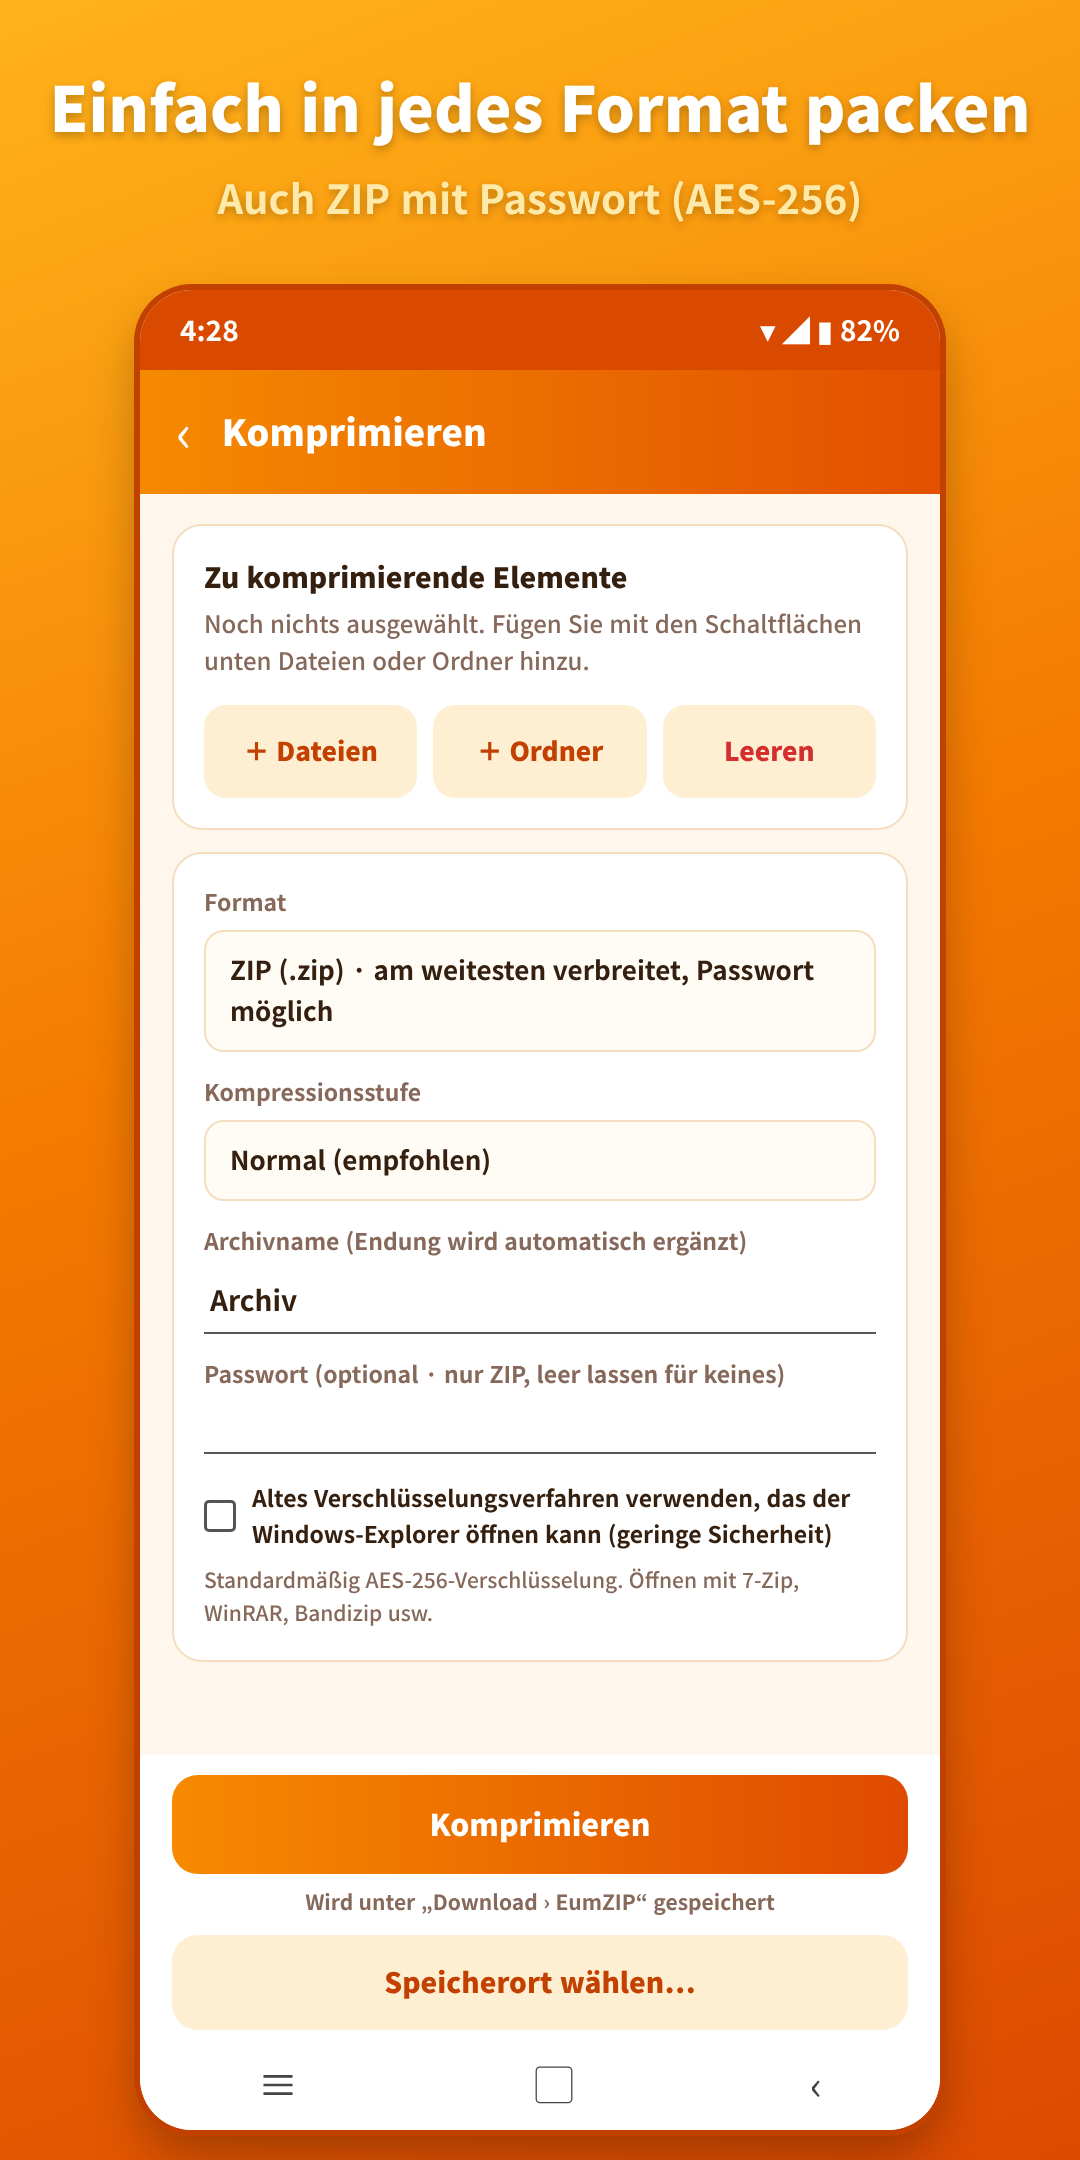 Einfach in jedes Format packen
Auch ZIP mit Passwort (AES-256)
4:28
82%
Komprimieren
Zu komprimierende Elemente
Noch nichts ausgewählt. Fügen Sie mit den Schaltflächen
unten Dateien oder Ordner hinzu.
+ Dateien
+ Ordner
Leeren
Format
ZIP (.zip) · am weitesten verbreitet, Passwort
möglich
Kompressionsstufe
Normal (empfohlen)
Archivname (Endung wird automatisch ergänzt)
Archiv
Passwort (optional · nur ZIP, leer lassen für keines)
Altes Verschlüsselungsverfahren verwenden, das der
Windows-Explorer öffnen kann (geringe Sicherheit)
Standardmäßig AES-256-Verschlüsselung. Öffnen mit 7-Zip,
WinRAR, Bandizip usw.
Komprimieren
Wird unter „Download › EumZIP“ gespeichert
Speicherort wählen…